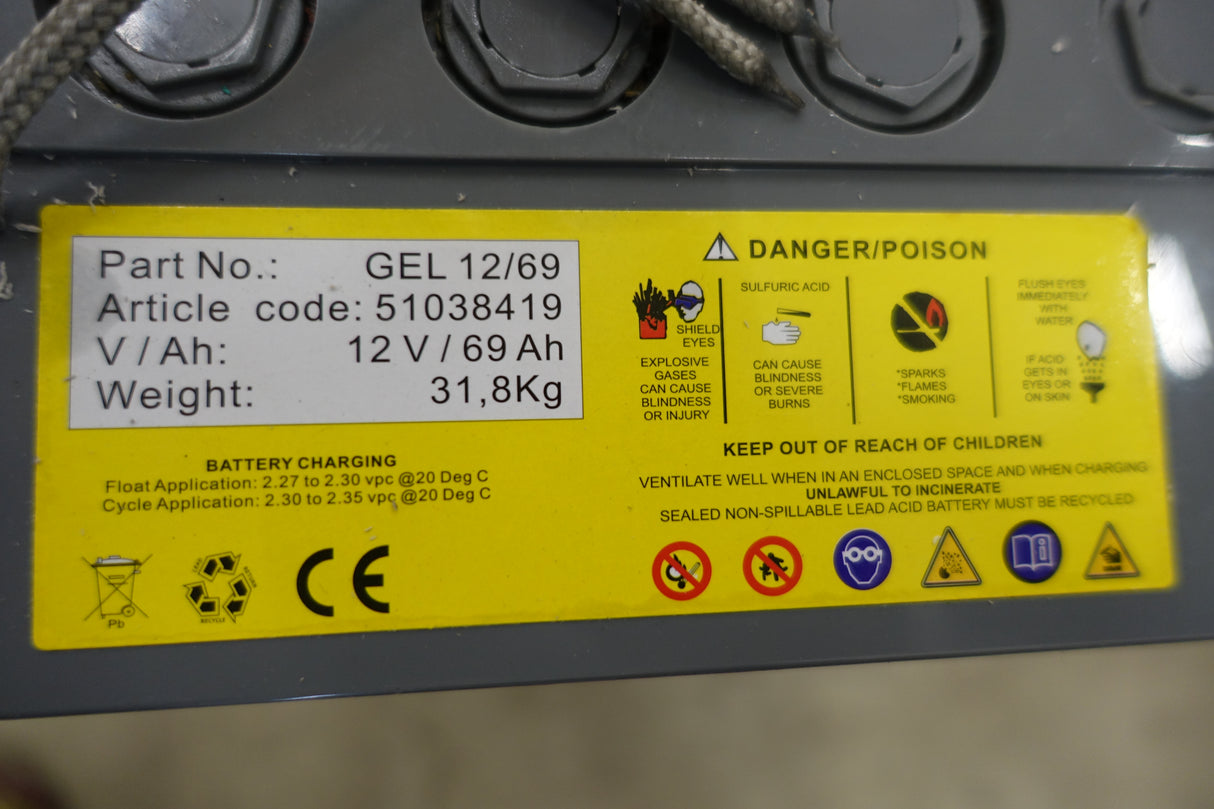 Part No.: GEL 12/69
Article code: 51038419
V / Ah: 12 V / 69 Ah
Weight: 31,8Kg
BATTERY CHARGING
Float Application: 2.27 to 2.30 vpc @20 Deg C
Cycle Application: 2.30 to 2.35 vpc @20 Deg C
Pb
RECYCLE
CE
DANGER/POISON
SHIELD
EYES
EXPLOSIVE
GASES
CAN CAUSE
BLINDNESS
OR INJURY
SULFURIC ACID
CAN CAUSE
BLINDNESS
OR SEVERE
BURNS
*SPARKS
*FLAMES
*SMOKING
FLUSH EYES
IMMEDIATELY
WITH
WATER
IF ACID
GETS IN
EYES OR
ON SKIN
KEEP OUT OF REACH OF CHILDREN
VENTILATE WELL WHEN IN AN ENCLOSED SPACE AND WHEN CHARGING
UNLAWFUL TO INCINERATE
SEALED NON-SPILLABLE LEAD ACID BATTERY MUST BE RECYCLED